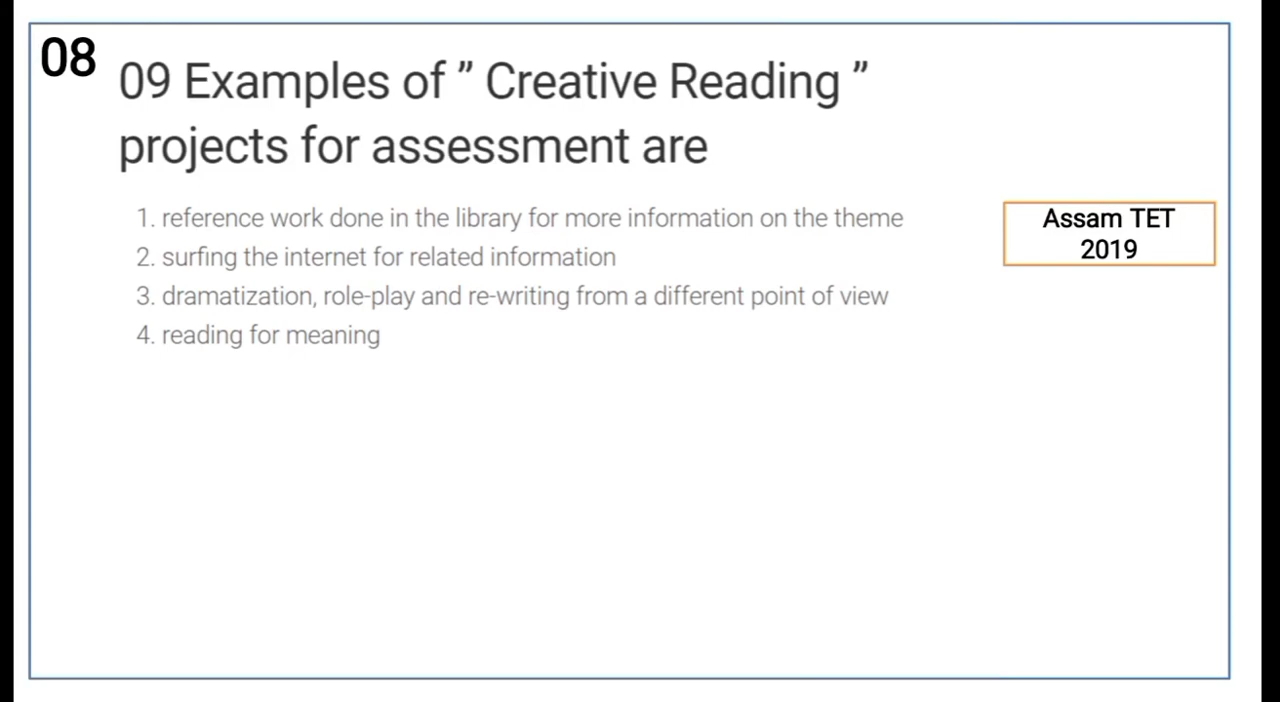 08
09 Examples of ” Creative Reading ”
projects for assessment are
1. reference work done in the library for more information on the theme
2. surfing the internet for related information
3. dramatization, role-play and re-writing from a different point of view
4. reading for meaning
Assam TET
2019